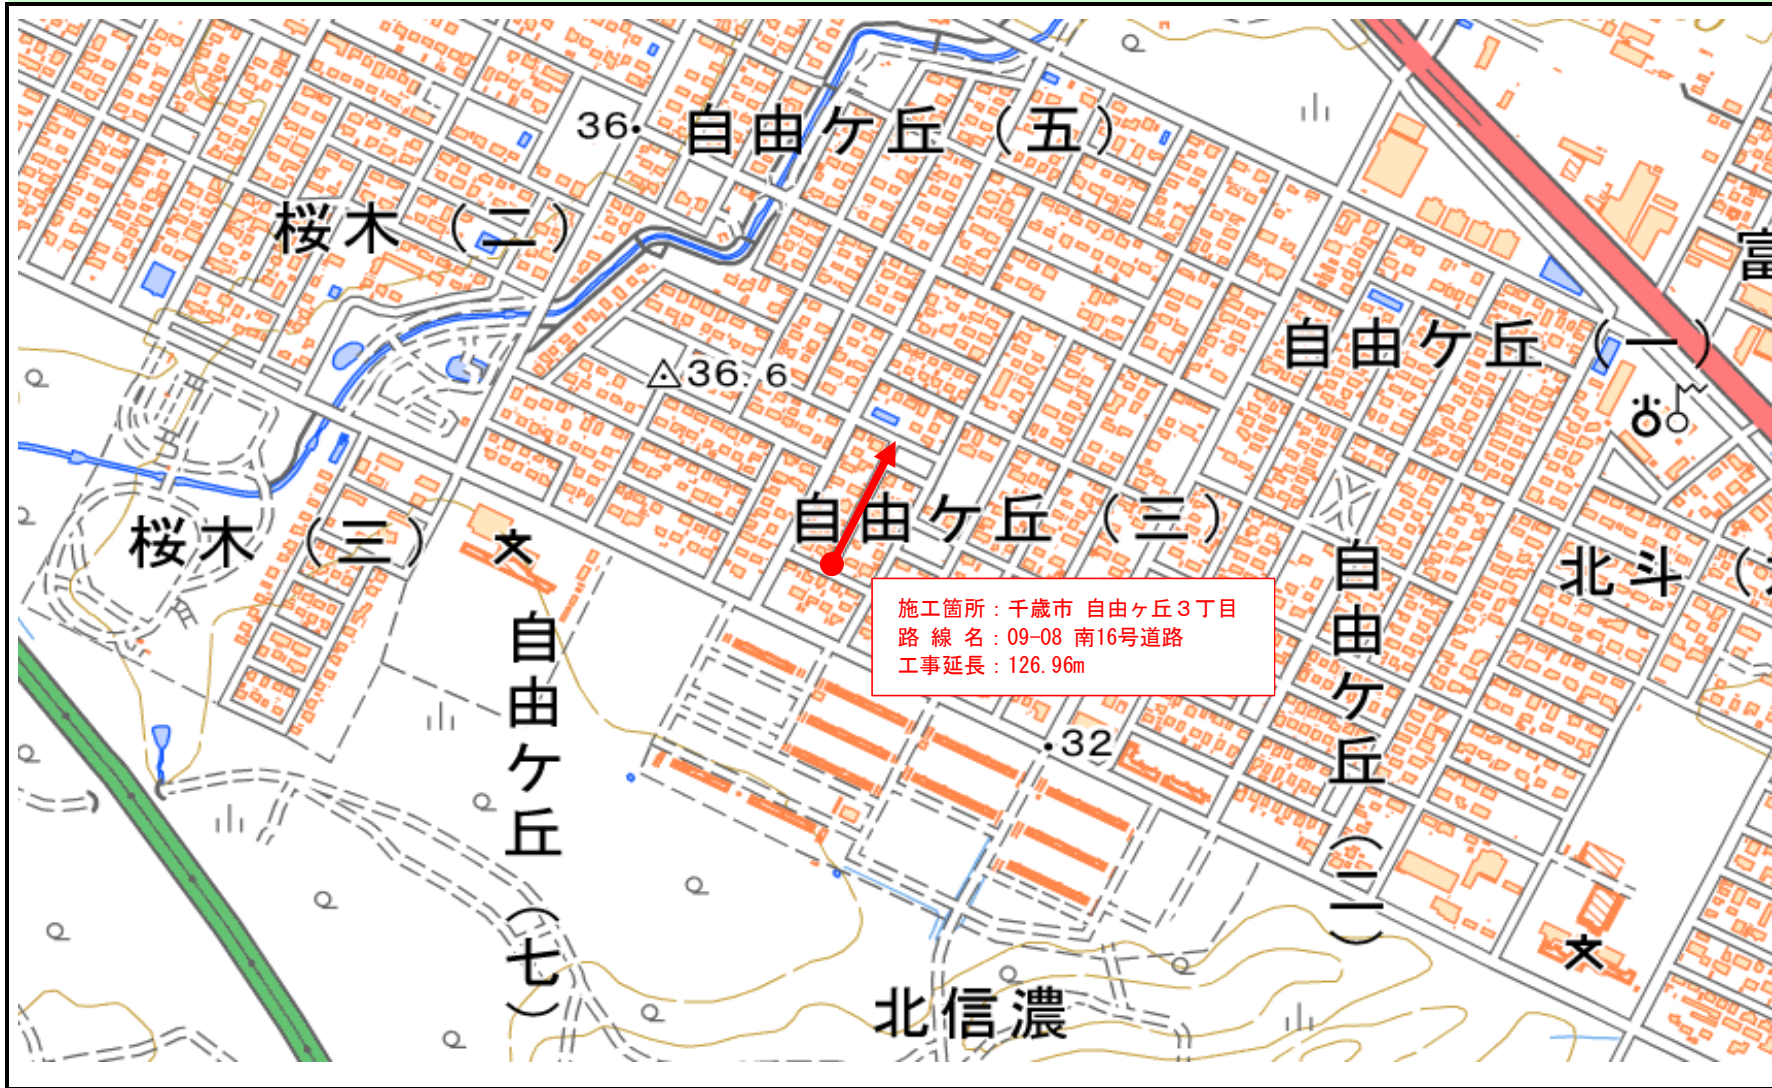 36
自由ケ丘（五）
桜木（二）
富
自由ケ丘（一）
36.6
自由ケ丘（三）
桜木（三）
北斗（
施工箇所：千歳市 自由ヶ丘３丁目
路 線 名：09-08 南16号道路
工事延長：126.96m
自由ケ丘（七）
自由ケ丘（二）
32
北信濃